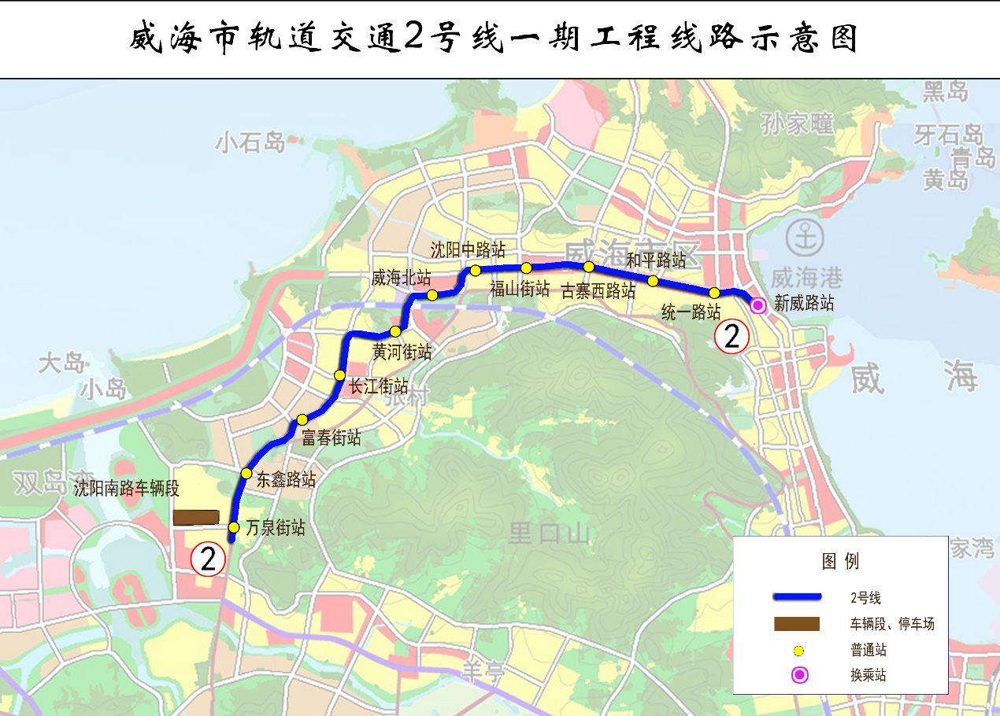 威海市轨道交通2号线一期工程线路示意图
黑岛
孙家疃
牙石岛
小石岛
青岛
黄岛
沈阳中路站
威海市区
和平路站
威海北站
威海港
福山街站
古寨西路站
新威路站
统一路站
2
黄河街站
大岛
小岛
长江街站
张村
威海
富春街站
双岛湾
沈阳南路车辆段
东鑫路站
万泉街站
里口山
2
家湾
图例
2号线
车辆段、停车场
普通站
换乘站
羊亭